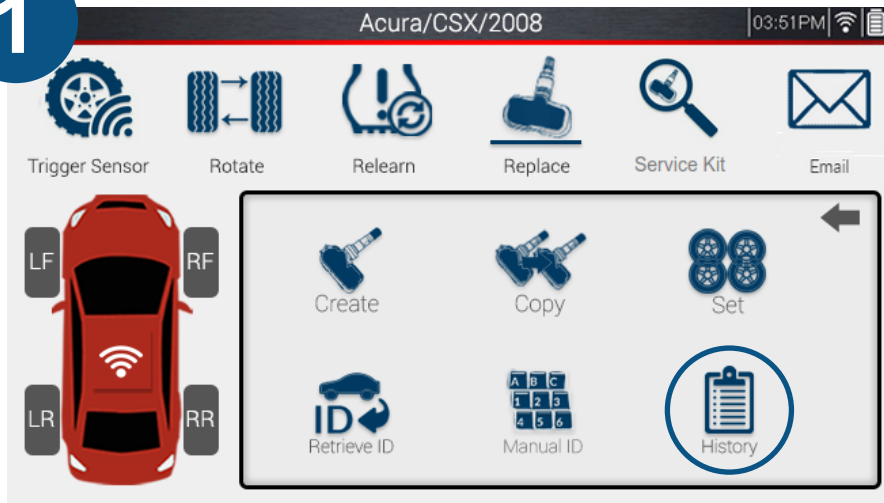 1
Acura/CSX/2008
03:51PM
Trigger Sensor
Rotate
Relearn
Replace
Service Kit
Email
LF
RF
LR
RR
Create
Copy
Set
ID
Retrieve ID
A B C
1 2 3
4 5 6
Manual ID
History